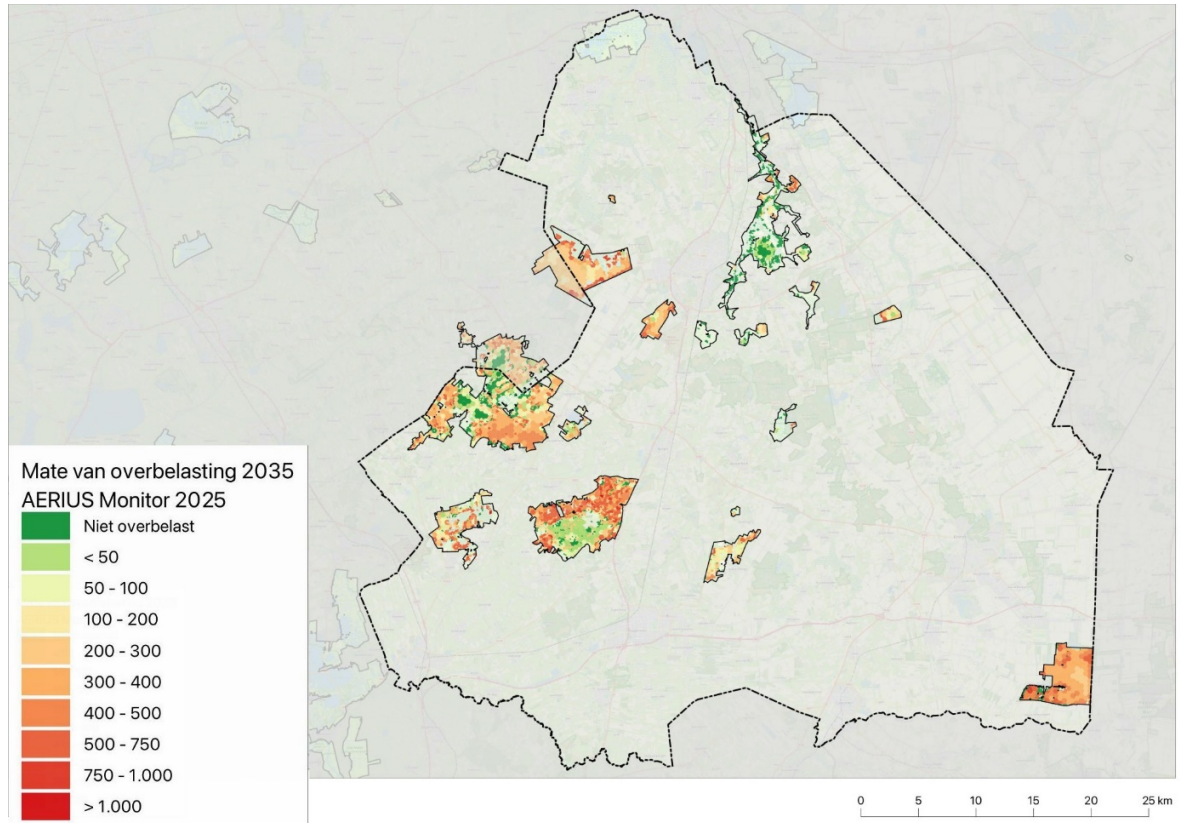 Mate van overbelasting 2035
AERIUS Monitor 2025
Niet overbelast
< 50
50 - 100
100 - 200
200 - 300
300 - 400
400 - 500
500 - 750
750 - 1.000
> 1.000
0 5 10 15 20 25 km